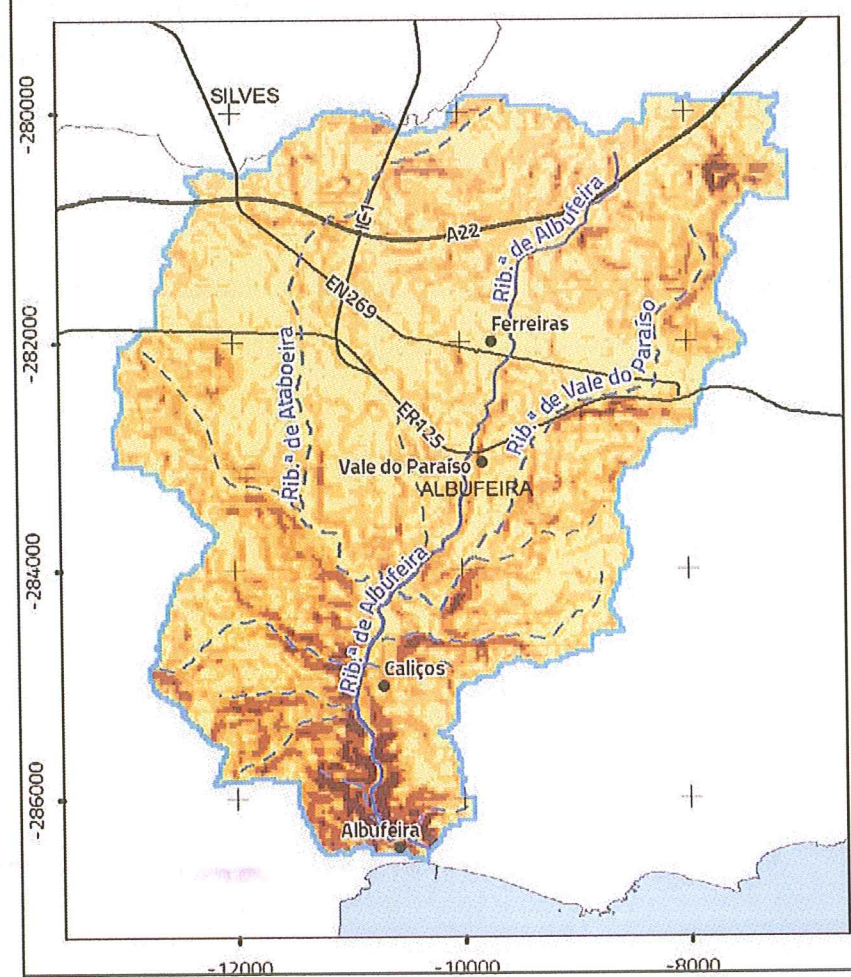 -280000
-282000
-284000
-286000
SILVES
IC1
A22
Rib.ª de Albufeira
EN269
Ferreiras
Rib.ª de Ataboeira
Rib.ª de Vale do Paraíso
ER125
Vale do Paraíso
ALBUFEIRA
Rib.ª de Albufeira
Caliços
Albufeira
-12000
-10000
-8000